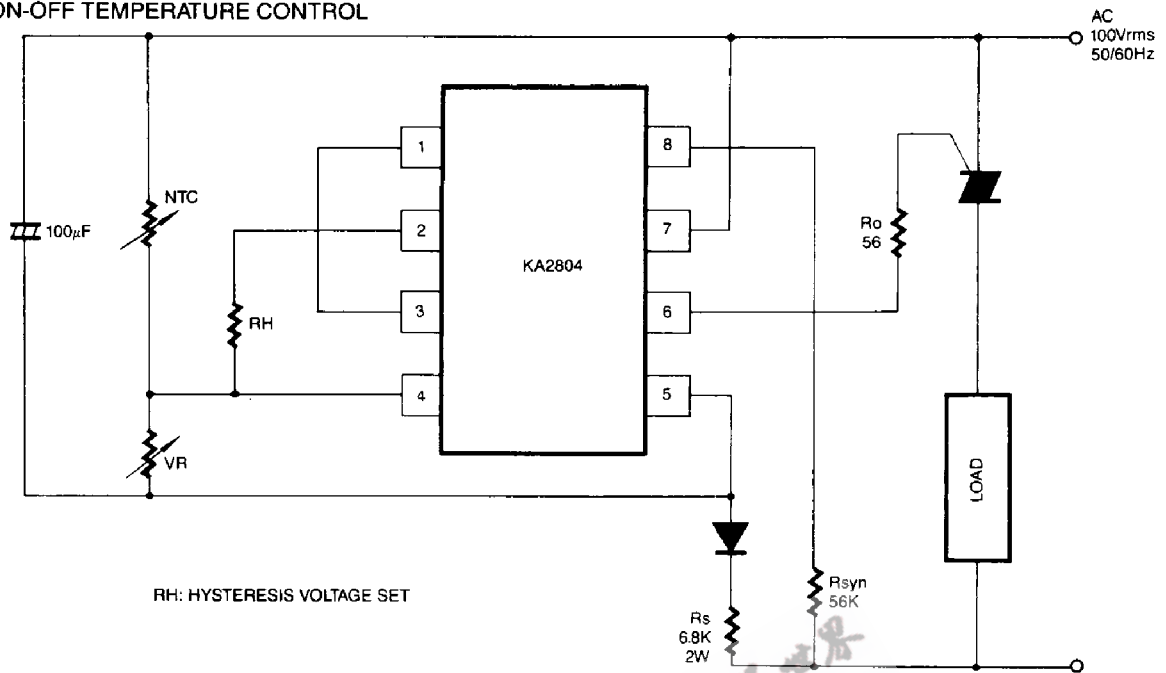 ON-OFF TEMPERATURE CONTROL
AC
100Vrms
50/60Hz
1
8
NTC
100µF
2
7
Ro
56
KA2804
3
6
RH
4
5
VR
LOAD
RH: HYSTERESIS VOLTAGE SET
Rsyn
56K
Rs
6.8K
2W